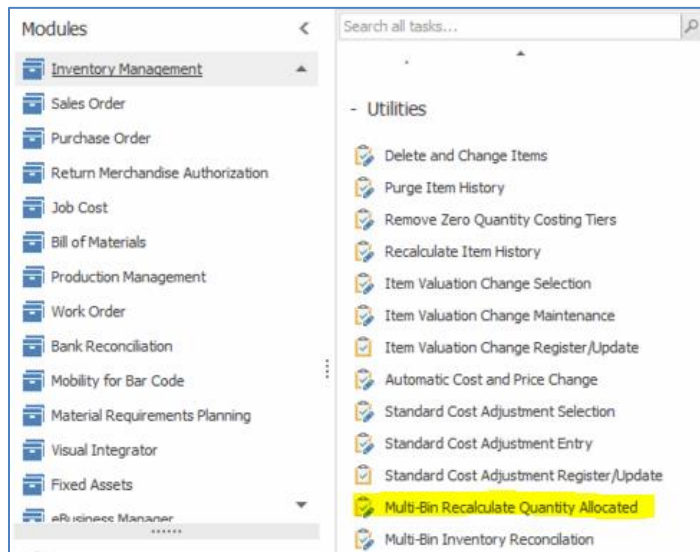 Modules
Inventory Management
Sales Order
Purchase Order
Return Merchandise Authorization
Job Cost
Bill of Materials
Production Management
Work Order
Bank Reconciliation
Mobility for Bar Code
Material Requirements Planning
Visual Integrator
Fixed Assets
eBusiness Manager
Search all tasks...
- Utilities
Delete and Change Items
Purge Item History
Remove Zero Quantity Costing Tiers
Recalculate Item History
Item Valuation Change Selection
Item Valuation Change Maintenance
Item Valuation Change Register/Update
Automatic Cost and Price Change
Standard Cost Adjustment Selection
Standard Cost Adjustment Entry
Standard Cost Adjustment Register/Update
Multi-Bin Recalculate Quantity Allocated
Multi-Bin Inventory Reconcilation